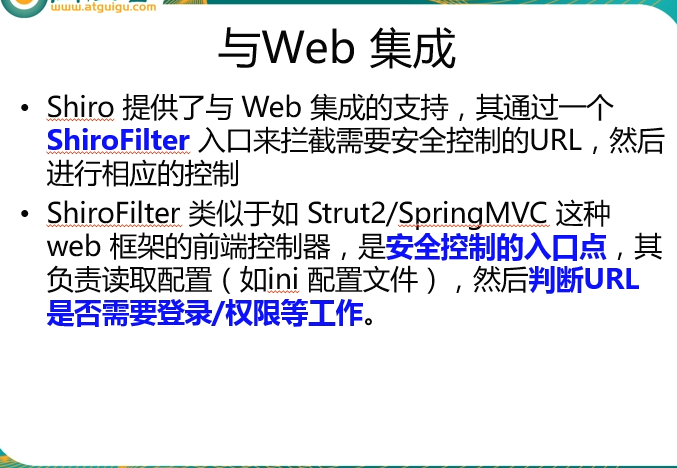 www.atguigu.com
与Web 集成
• Shiro 提供了与 Web 集成的支持，其通过一个
ShiroFilter 入口来拦截需要安全控制的URL，然后
进行相应的控制
• ShiroFilter 类似于如 Strut2/SpringMVC 这种
web 框架的前端控制器，是安全控制的入口点，其
负责读取配置（如ini 配置文件），然后判断URL
是否需要登录/权限等工作。